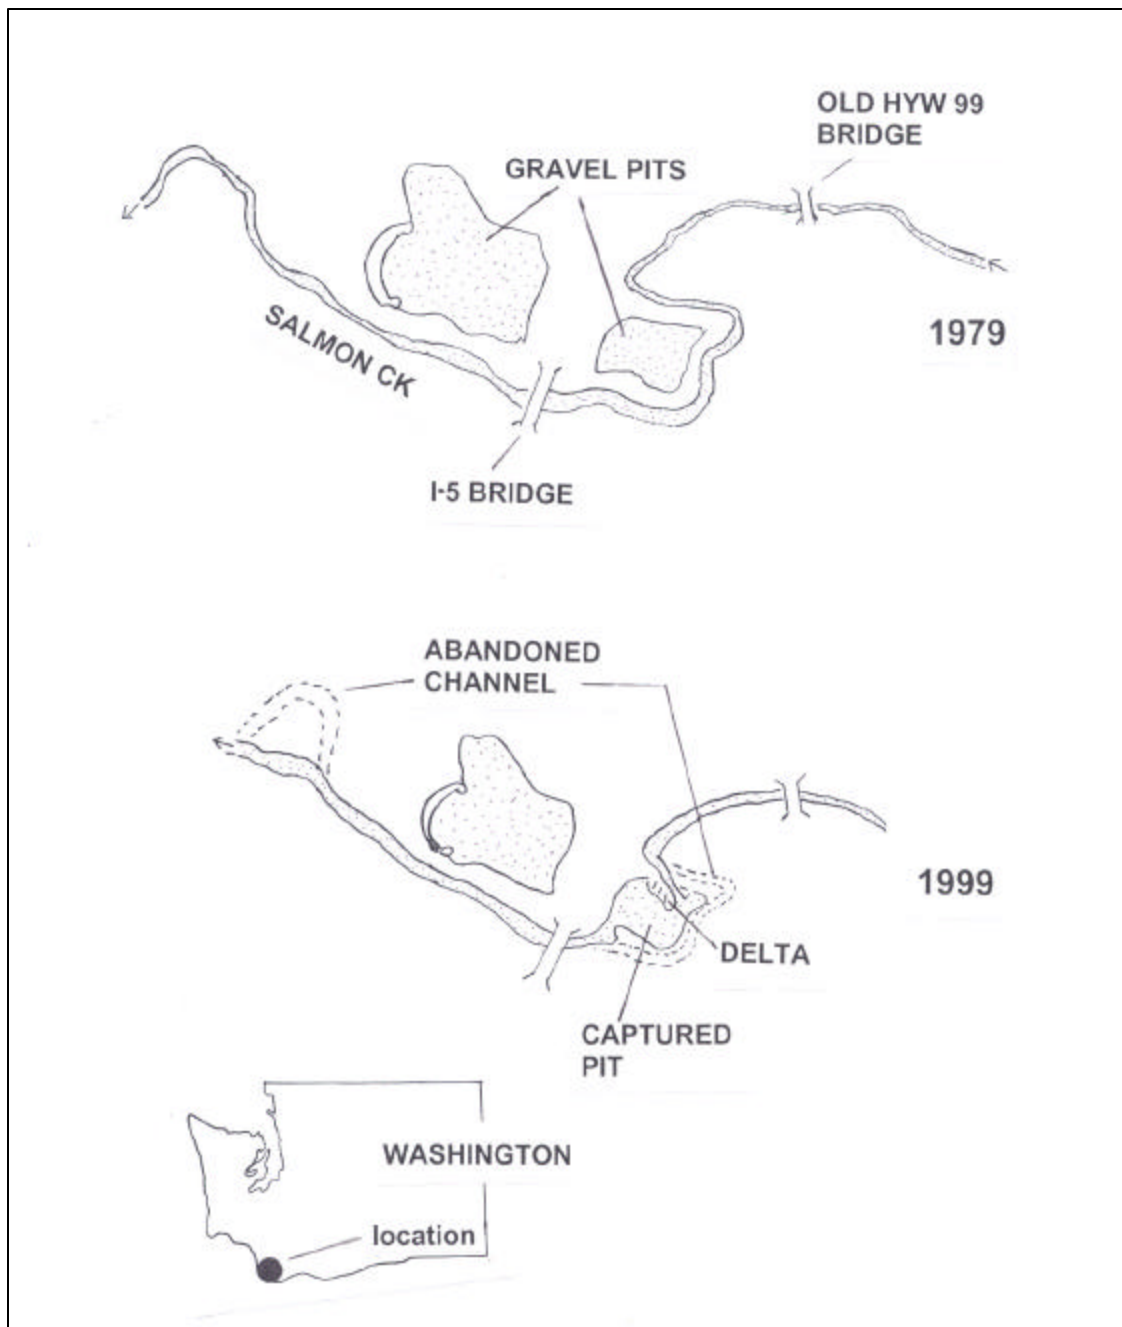 OLD HYW 99
BRIDGE
GRAVEL PITS
1979
SALMON CK
I-5 BRIDGE
ABANDONED
CHANNEL
1999
DELTA
CAPTURED
PIT
WASHINGTON
location